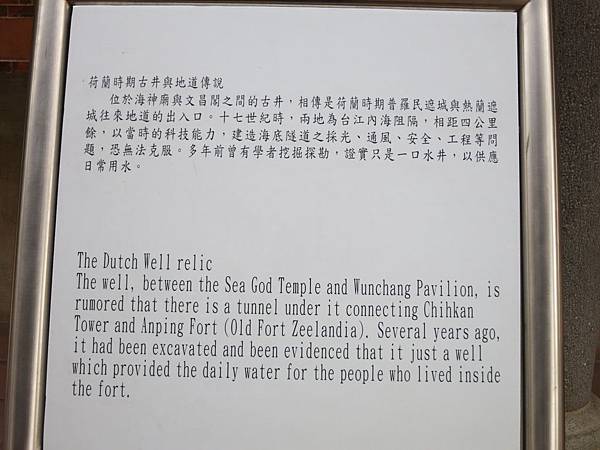 荷蘭時期古井與地道傳說
位於海神廟與文昌閣之間的古井，相傳是荷蘭時期普羅民遮城與熱蘭遮
城往來地道的出入口。十七世紀時，兩地為台江內海阻隔，相距四公里
餘，以當時的科技能力，建造海底隧道之採光、通風、安全、工程等問
題，恐無法克服。多年前曾有學者挖掘探勘，證實只是一口水井，以供應
日常用水。
The Dutch Well relic
The well, between the Sea God Temple and Wunchang Pavilion, is
rumored that there is a tunnel under it connecting Chihkan
Tower and Anping Fort (Old Fort Zeelandia). Several years ago,
it had been excavated and been evidenced that it just a well
which provided the daily water for the people who lived inside
the fort.